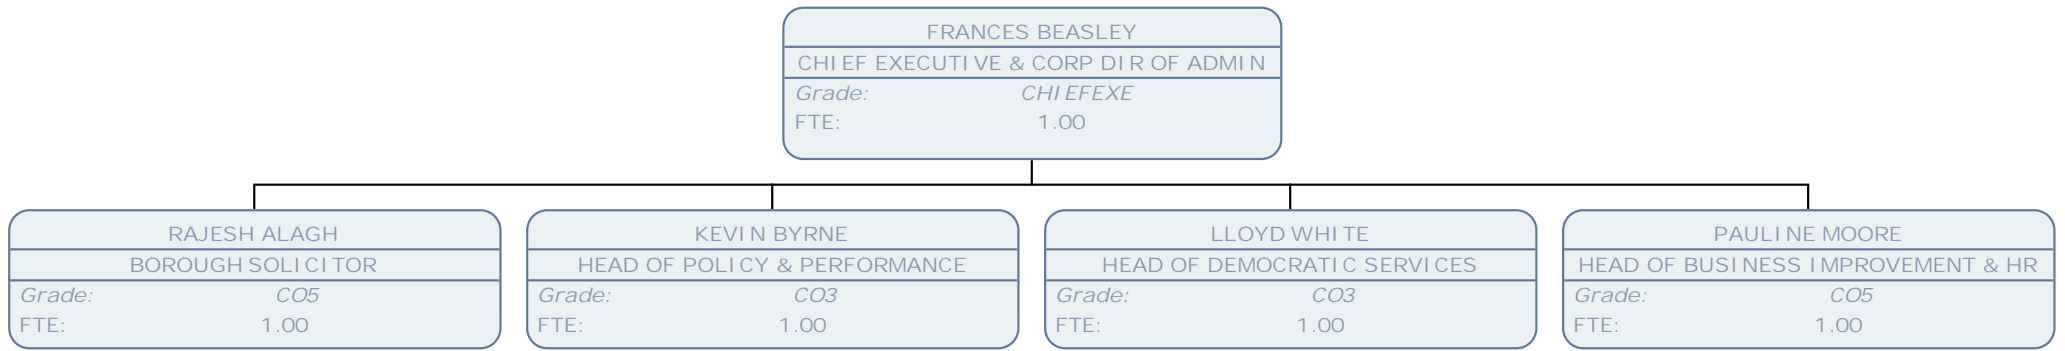 FRANCES BEASLEY
CHIEF EXECUTIVE & CORP DIR OF ADMIN
Grade: CHIEFEXE
FTE: 1.00
RAJESH ALAGH
BOROUGH SOLICITOR
Grade: CO5
FTE: 1.00
KEVIN BYRNE
HEAD OF POLICY & PERFORMANCE
Grade: CO3
FTE: 1.00
LLOYD WHITE
HEAD OF DEMOCRATIC SERVICES
Grade: CO3
FTE: 1.00
PAULINE MOORE
HEAD OF BUSINESS IMPROVEMENT & HR
Grade: CO5
FTE: 1.00